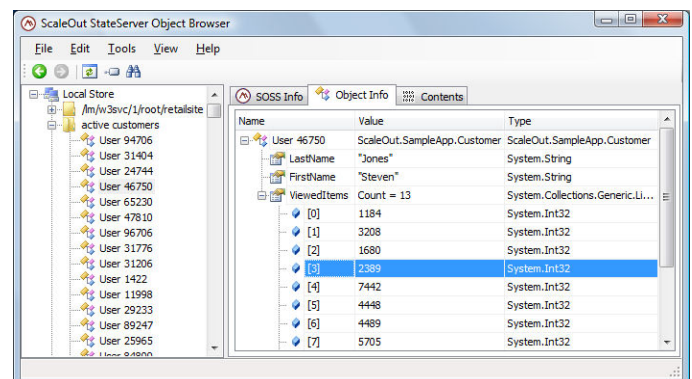 ScaleOut StateServer Object Browser
File Edit Tools View Help
Local Store
/lm/w3svc/1/root/retailsite
active customers
User 94706
User 31404
User 24744
User 46750
User 65230
User 47810
User 96706
User 31776
User 31206
User 1422
User 11998
User 29233
User 89247
User 25965
User 84800
SOSS Info Object Info Contents
Name Value Type
User 46750 ScaleOut.SampleApp.Customer ScaleOut.SampleApp.Customer
LastName "Jones" System.String
FirstName "Steven" System.String
ViewedItems Count = 13 System.Collections.Generic.Li...
[0] 1184 System.Int32
[1] 3208 System.Int32
[2] 1680 System.Int32
[3] 2389 System.Int32
[4] 7442 System.Int32
[5] 4448 System.Int32
[6] 4489 System.Int32
[7] 5705 System.Int32